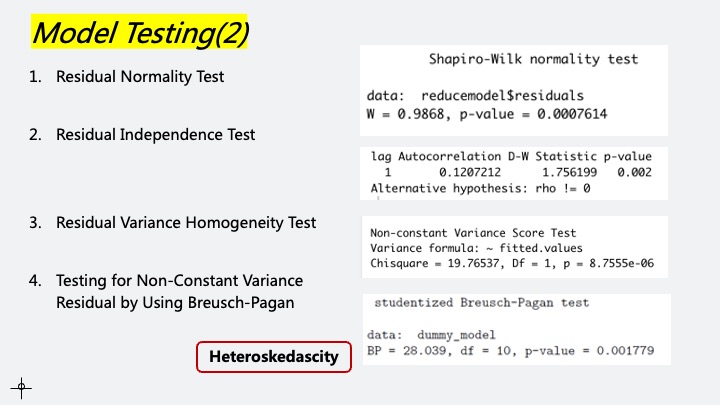 Model Testing(2)
1. Residual Normality Test
Shapiro-Wilk normality test
data: reducemodel$residuals
W = 0.9868, p-value = 0.0007614
2. Residual Independence Test
lag Autocorrelation D-W Statistic p-value
1 0.1207212 1.756199 0.002
Alternative hypothesis: rho != 0
3. Residual Variance Homogeneity Test
Non-constant Variance Score Test
Variance formula: ~ fitted.values
Chisquare = 19.76537, Df = 1, p = 8.7555e-06
4. Testing for Non-Constant Variance
Residual by Using Breusch-Pagan
studentized Breusch-Pagan test
data: dummy_model
BP = 28.039, df = 10, p-value = 0.001779
Heteroskedascity